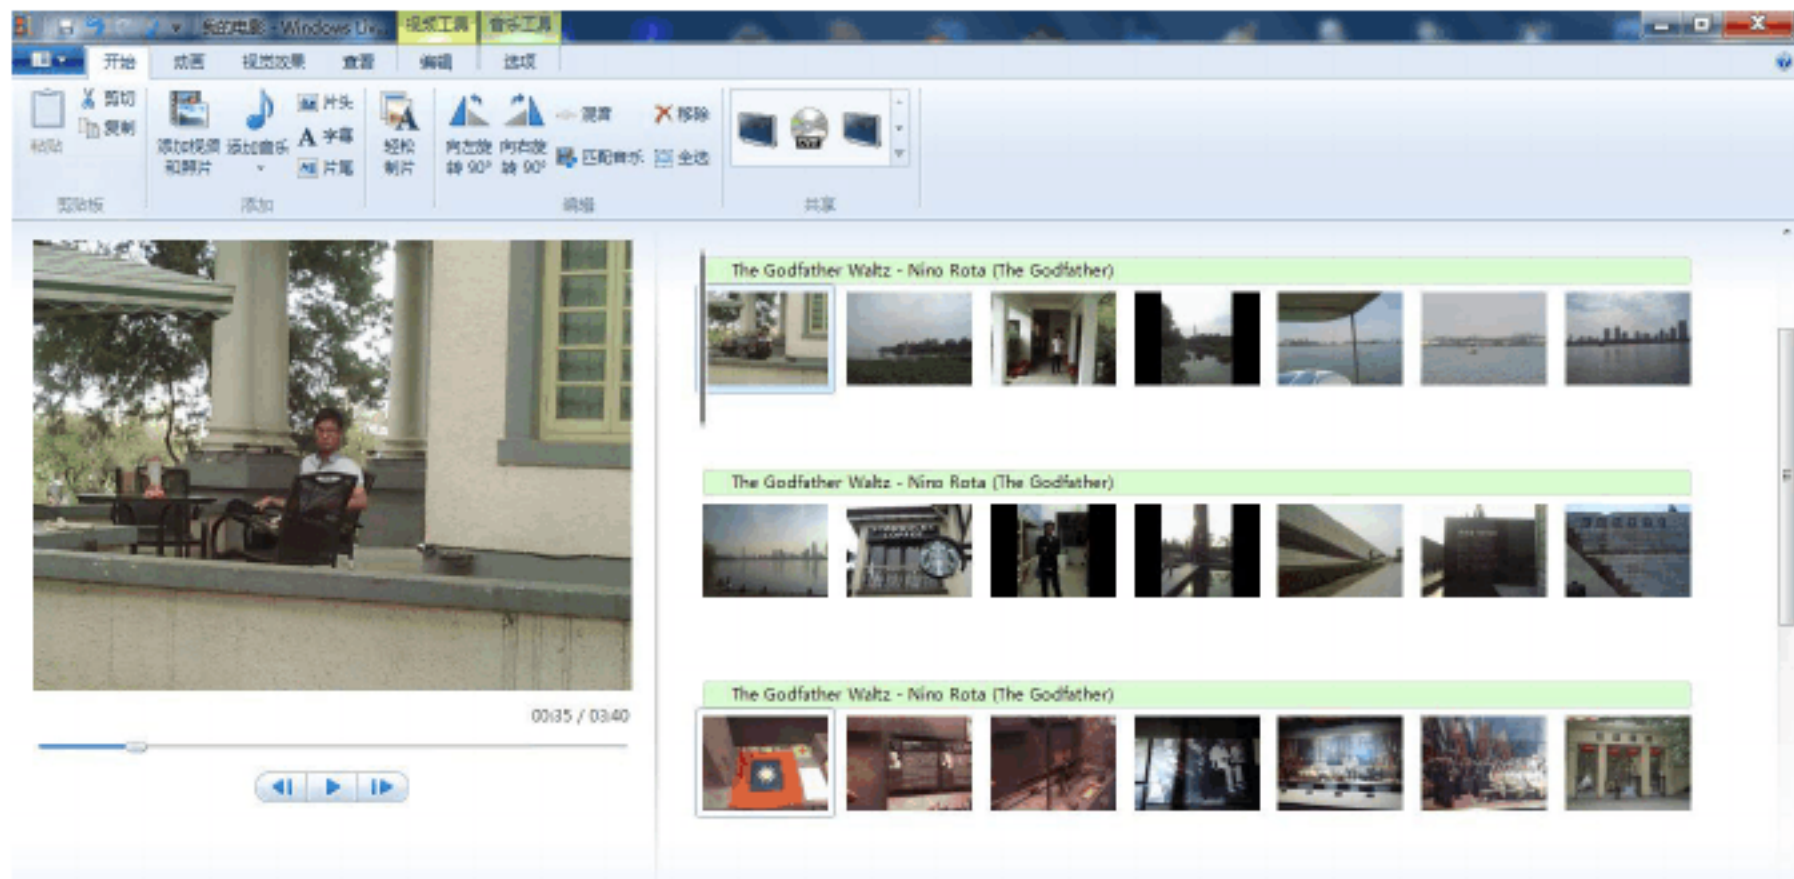 我的电影 - Windows Liv...
视频工具
音乐工具
开始
动画
视觉效果
查看
编辑
选项
粘贴
剪切
复制
剪贴板
添加视频
和照片
添加音乐
片头
字幕
片尾
添加
轻松
制片
向左旋
转 90°
向右旋
转 90°
混音
匹配音乐
移除
全选
编辑
共享
The Godfather Waltz - Nino Rota (The Godfather)
The Godfather Waltz - Nino Rota (The Godfather)
COFFEE
The Godfather Waltz - Nino Rota (The Godfather)
00:35 / 03:40